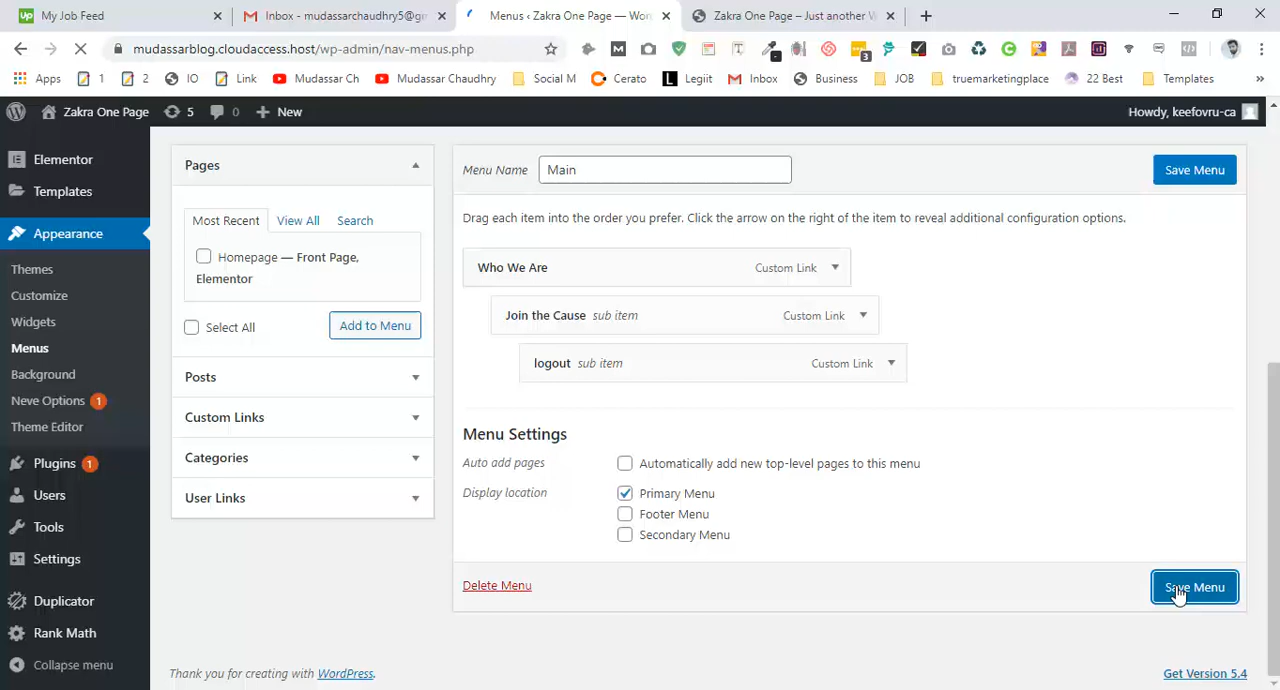 My Job Feed
Inbox - mudassarchaudhry5@gm
Menus ‹ Zakra One Page — Wor
Zakra One Page – Just another W
mudassarblog.cloudaccess.host/wp-admin/nav-menus.php
Apps 1 2 IO Link Mudassar Ch Mudassar Chaudhry Social M Cerato Legiit Inbox Business JOB truemarketingplace 22 Best Templates »
Zakra One Page 5 0 + New
Howdy, keefovru-ca
Elementor
Templates
Appearance
Themes
Customize
Widgets
Menus
Background
Neve Options 1
Theme Editor
Plugins 1
Users
Tools
Settings
Duplicator
Rank Math
Collapse menu
Pages
Most Recent View All Search
Homepage — Front Page,
Elementor
Select All
Add to Menu
Posts
Custom Links
Categories
User Links
Menu Name Main
Save Menu
Drag each item into the order you prefer. Click the arrow on the right of the item to reveal additional configuration options.
Who We Are Custom Link
Join the Cause sub item Custom Link
logout sub item Custom Link
Menu Settings
Auto add pages Automatically add new top-level pages to this menu
Display location Primary Menu
Footer Menu
Secondary Menu
Delete Menu
Save Menu
Thank you for creating with WordPress.
Get Version 5.4